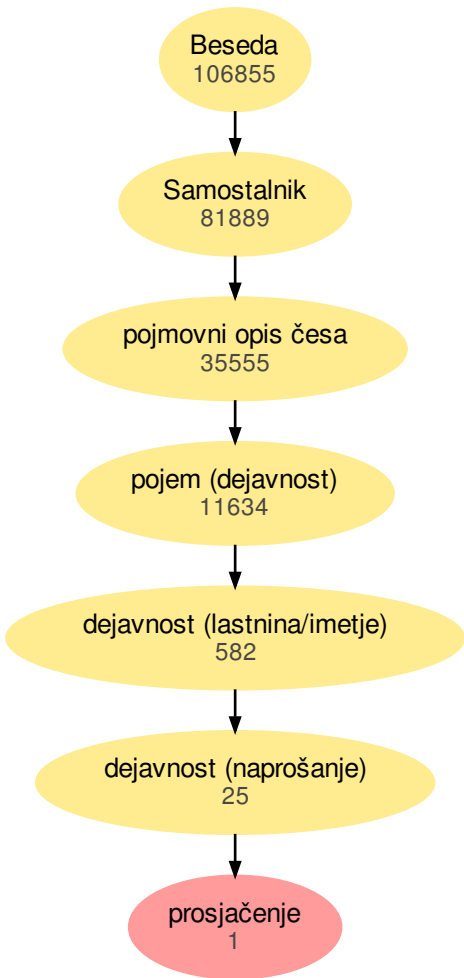 Beseda
106855
Samostalnik
81889
pojmovni opis česa
35555
pojem (dejavnost)
11634
dejavnost (lastnina/imetje)
582
dejavnost (naprošanje)
25
prosjačenje
1